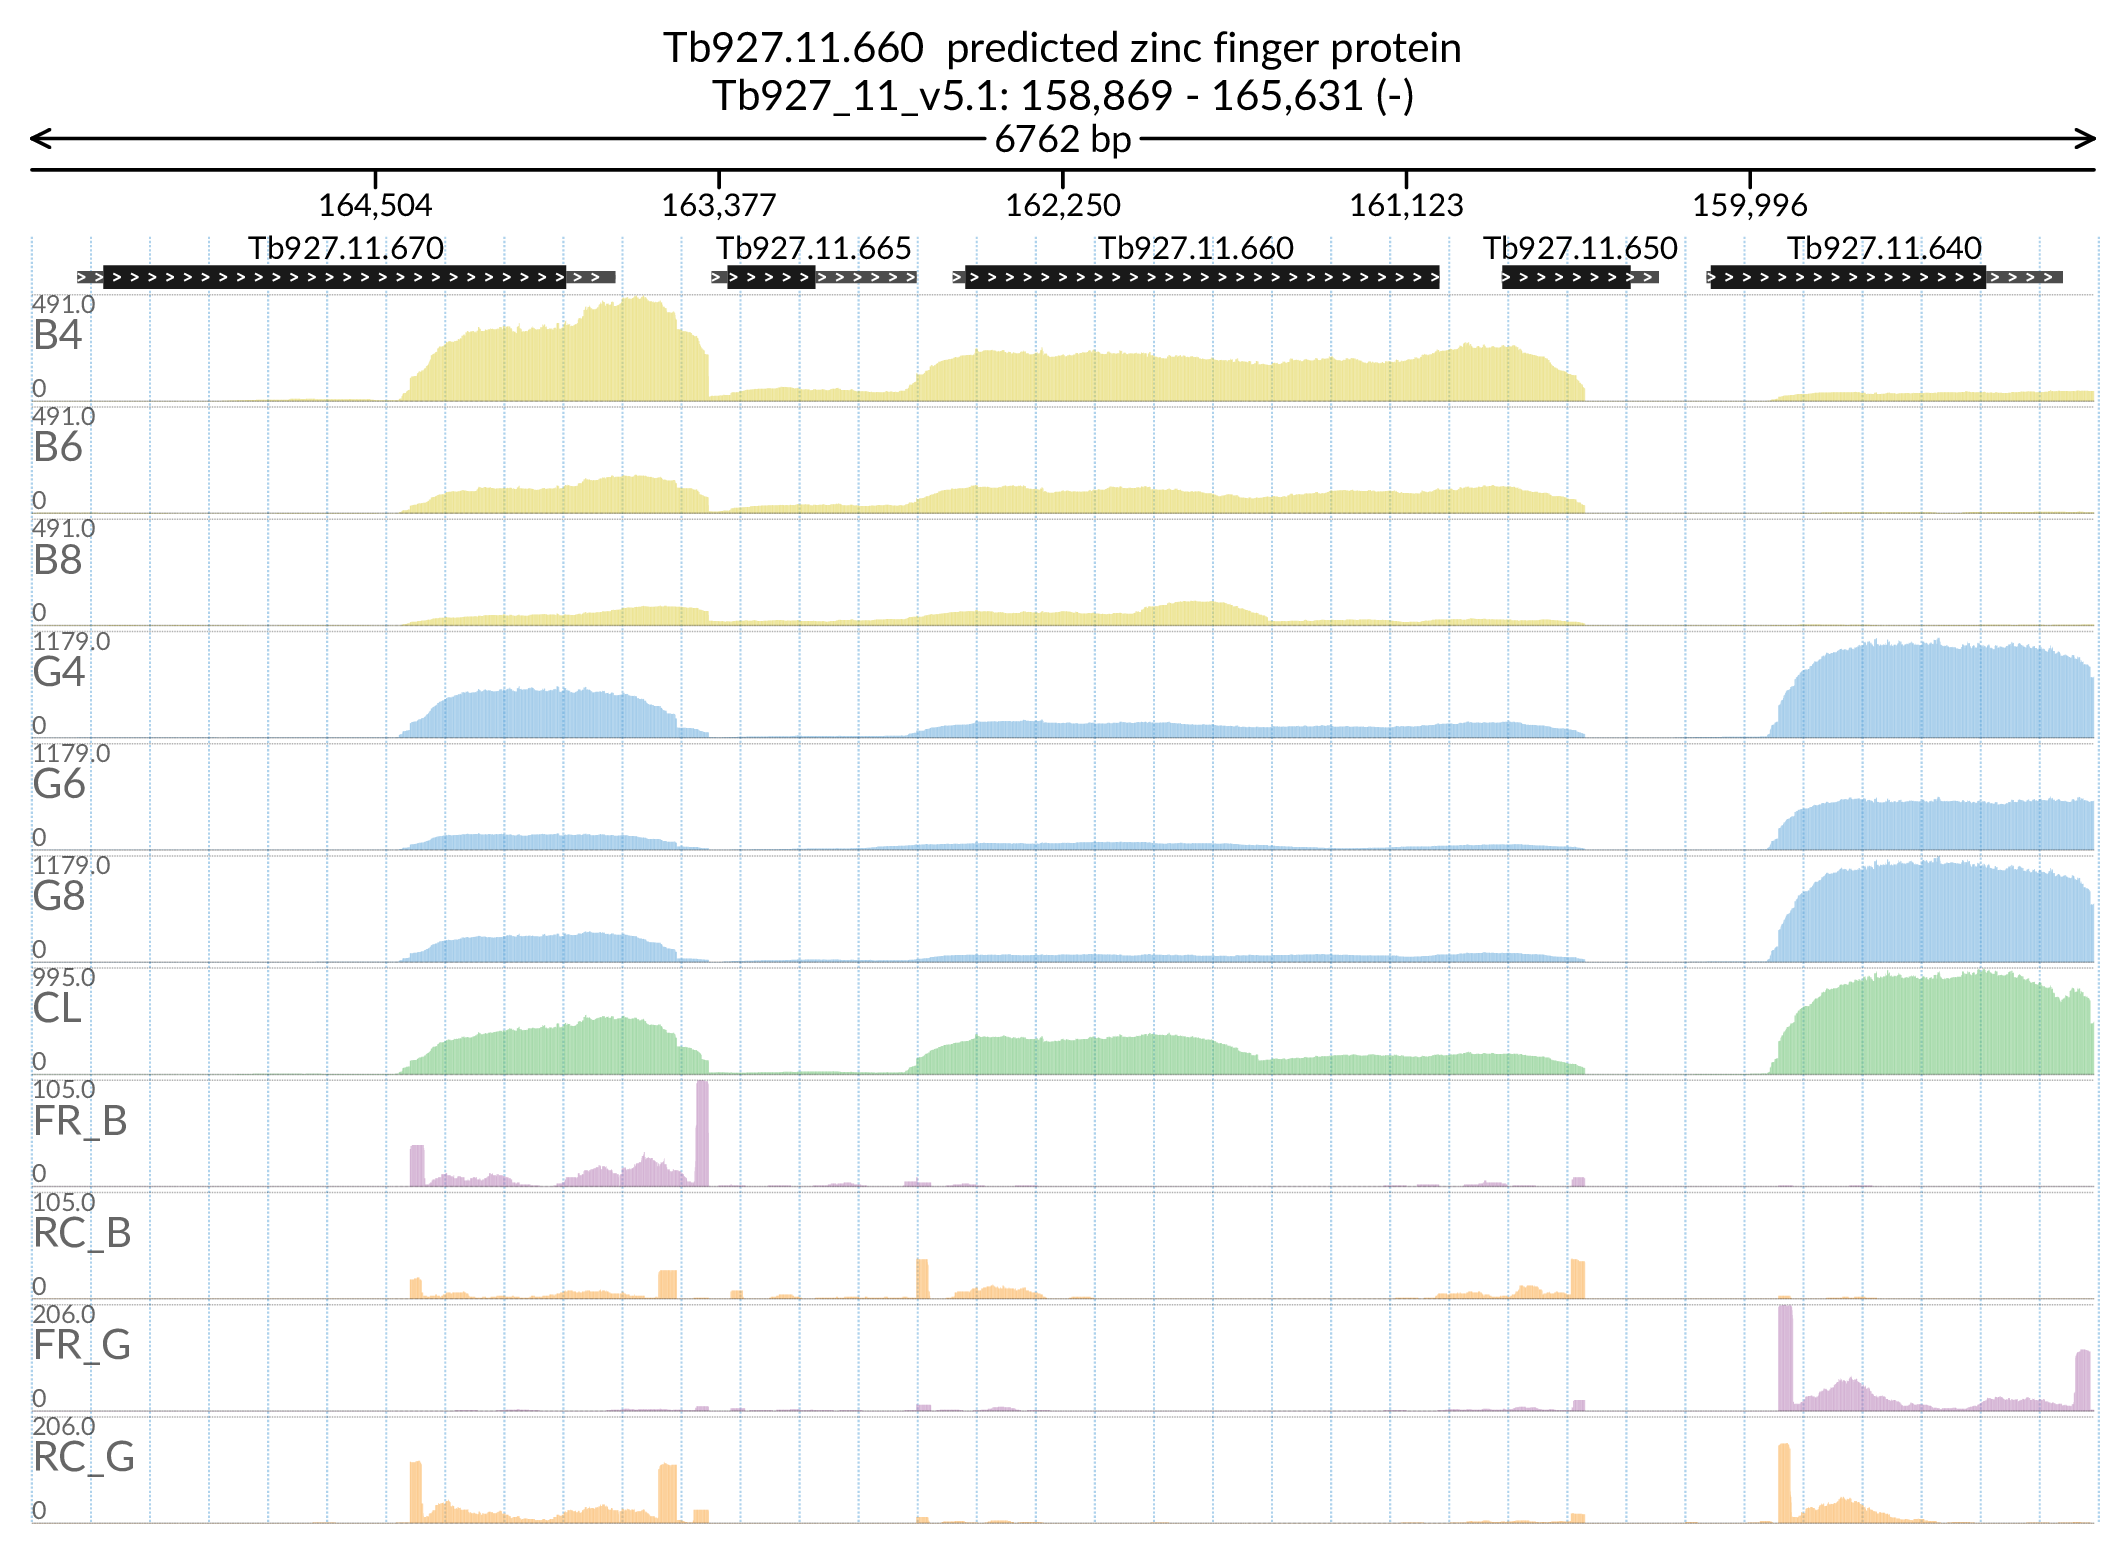 Tb927.11.660  predicted zinc finger protein
Tb927_11_v5.1: 158,869 - 165,631 (-)
6762 bp
164,504 163,377 162,250 161,123 159,996
Tb927.11.670 Tb927.11.665 Tb927.11.660 Tb927.11.650 Tb927.11.640
491.0
B4
0
491.0
B6
0
491.0
B8
0
1179.0
G4
0
1179.0
G6
0
1179.0
G8
0
995.0
CL
0
105.0
FR_B
0
105.0
RC_B
0
206.0
FR_G
0
206.0
RC_G
0